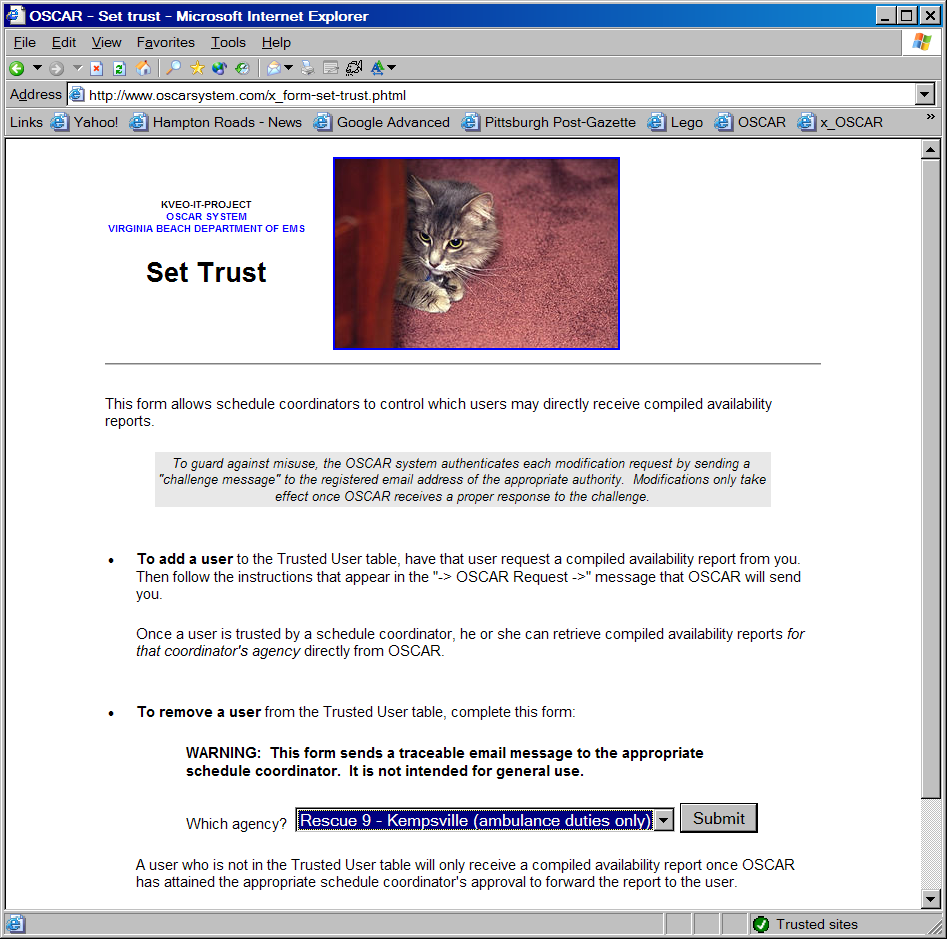 OSCAR - Set trust - Microsoft Internet Explorer
File Edit View Favorites Tools Help
Address http://www.oscarsystem.com/x_form-set-trust.phtml
Links Yahoo! Hampton Roads - News Google Advanced Pittsburgh Post-Gazette Lego OSCAR x_OSCAR »
KVEO-IT-PROJECT
OSCAR SYSTEM
VIRGINIA BEACH DEPARTMENT OF EMS
Set Trust
This form allows schedule coordinators to control which users may directly receive compiled availability
reports.
To guard against misuse, the OSCAR system authenticates each modification request by sending a
"challenge message" to the registered email address of the appropriate authority. Modifications only take
effect once OSCAR receives a proper response to the challenge.
• To add a user to the Trusted User table, have that user request a compiled availability report from you.
Then follow the instructions that appear in the "-> OSCAR Request ->" message that OSCAR will send
you.
Once a user is trusted by a schedule coordinator, he or she can retrieve compiled availability reports for
that coordinator's agency directly from OSCAR.
• To remove a user from the Trusted User table, complete this form:
WARNING: This form sends a traceable email message to the appropriate
schedule coordinator. It is not intended for general use.
Which agency? Rescue 9 - Kempsville (ambulance duties only) Submit
A user who is not in the Trusted User table will only receive a compiled availability report once OSCAR
has attained the appropriate schedule coordinator's approval to forward the report to the user.
Trusted sites